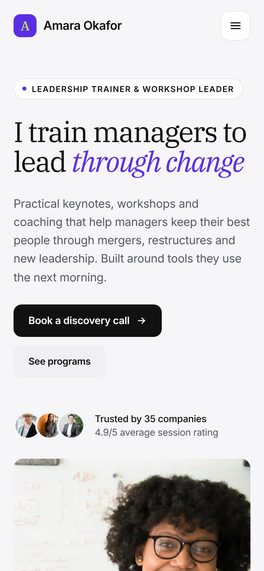 A Amara Okafor
LEADERSHIP TRAINER & WORKSHOP LEADER
I train managers to
lead through change
Practical keynotes, workshops and
coaching that help managers keep their best
people through mergers, restructures and
new leadership. Built around tools they use
the next morning.
Book a discovery call →
See programs
Trusted by 35 companies
4.9/5 average session rating